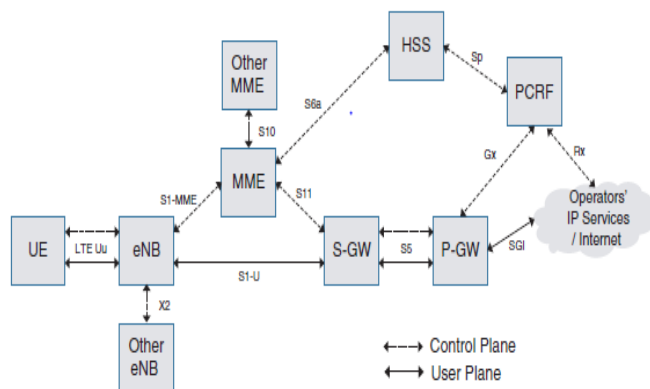 HSS
Sp
Other
MME
S6a
PCRF
S10
Gx
Rx
MME
S1-MME
S11
Operators'
IP Services
/ Internet
UE
LTE Uu
eNB
S-GW
S5
P-GW
SGI
S1-U
X2
Other
eNB
Control Plane
User Plane